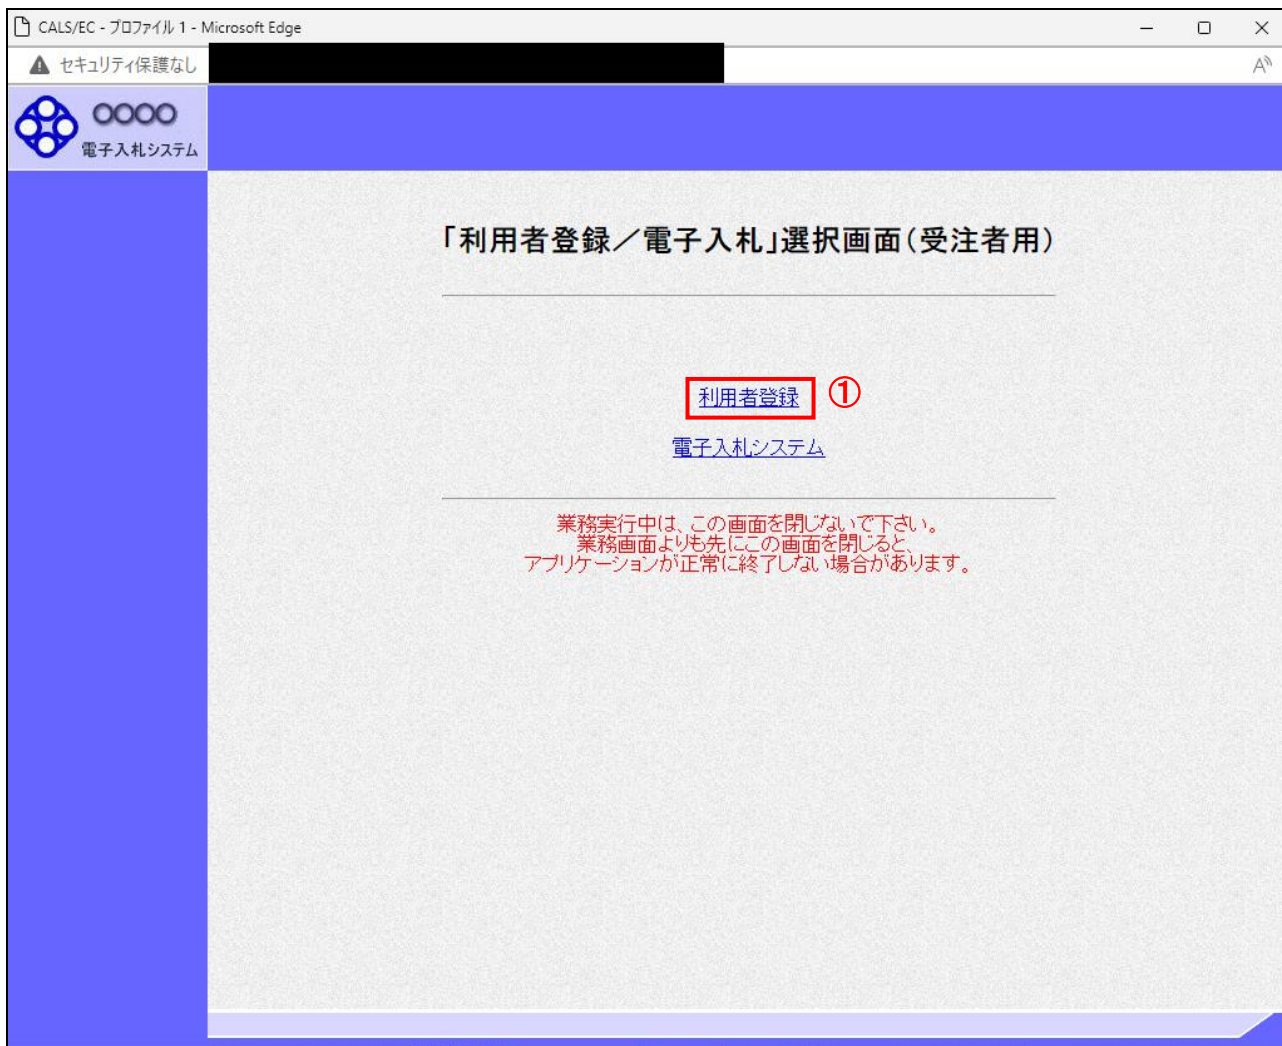 CALS/EC - プロファイル 1 - Microsoft Edge
セキュリティ保護なし
○○○○
電子入札システム
「利用者登録／電子入札」選択画面（受注者用）
利用者登録 ①
電子入札システム
業務実行中は、この画面を閉じないで下さい。
業務画面よりも先にこの画面を閉じると、
アプリケーションが正常に終了しない場合があります。